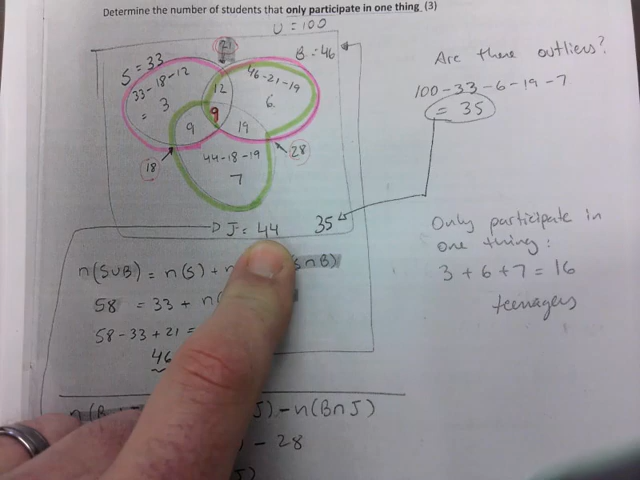 Determine the number of students that only participate in one thing. (3)
U = 100
21
B = 46
S = 33
33-18-12
= 3
12
46-21-19
6
9
9
19
18
28
44-18-19
7
J = 44
35
Are there outliers?
100-33-6-19-7
= 35
Only participate in
one thing:
3 + 6 + 7 = 16
teenagers
n(S∪B) = n(S) + n S∩B)
58 = 33 + n(
58-33+21 =
46
J) - n(B∩J)
- 28